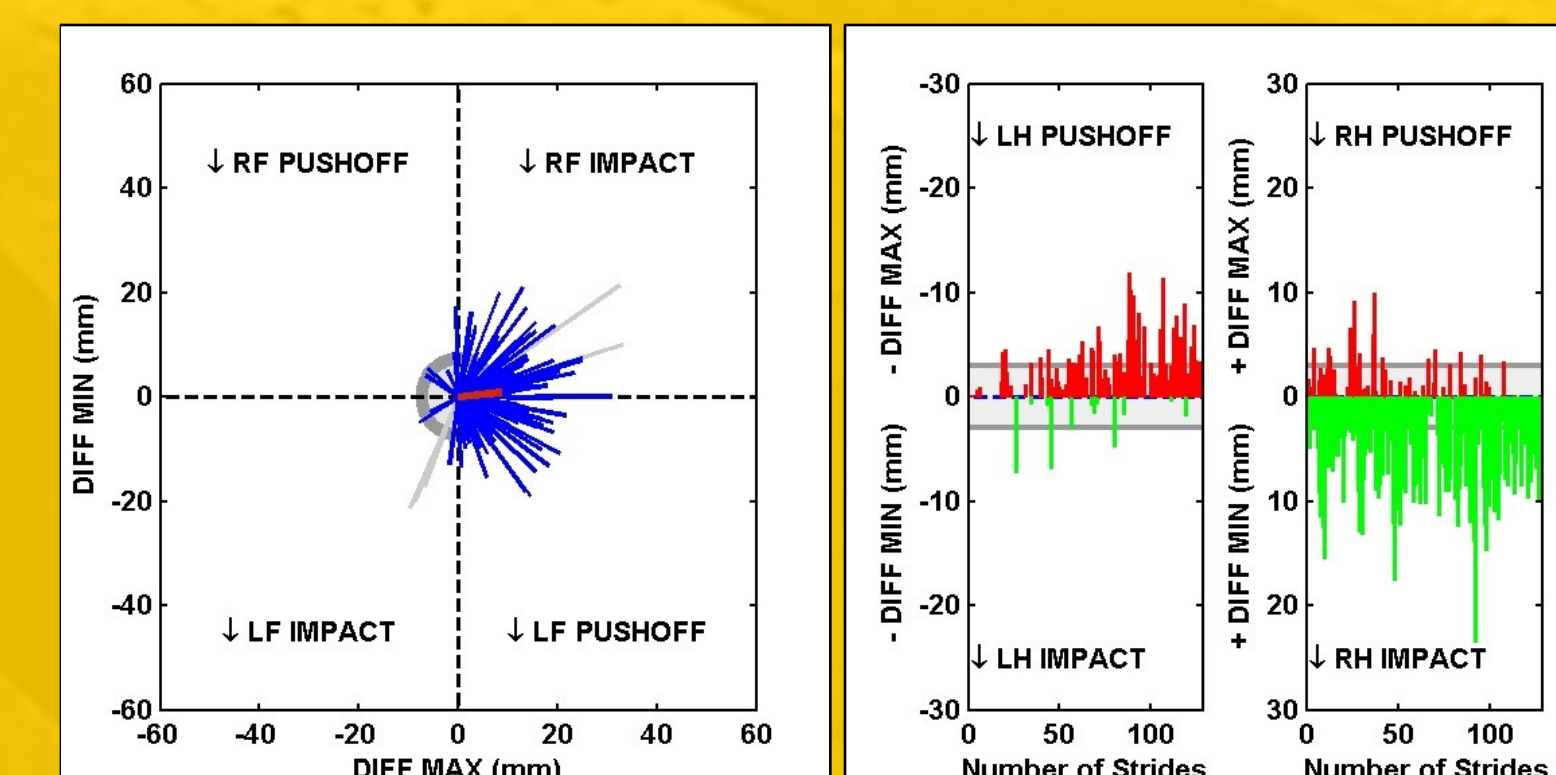 60
40
20
0
-20
-40
-60
-60 -40 -20 0 20 40 60
DIFF MIN (mm)
DIFF MAX (mm)
↓ RF PUSHOFF
↓ RF IMPACT
↓ LF IMPACT
↓ LF PUSHOFF
-30
-20
-10
0
-10
-20
-30
- DIFF MAX (mm)
- DIFF MIN (mm)
↓ LH PUSHOFF
↓ LH IMPACT
0 50 100
Number of Strides
30
20
10
0
10
20
30
+ DIFF MAX (mm)
+ DIFF MIN (mm)
↓ RH PUSHOFF
↓ RH IMPACT
0 50 100
Number of Strides